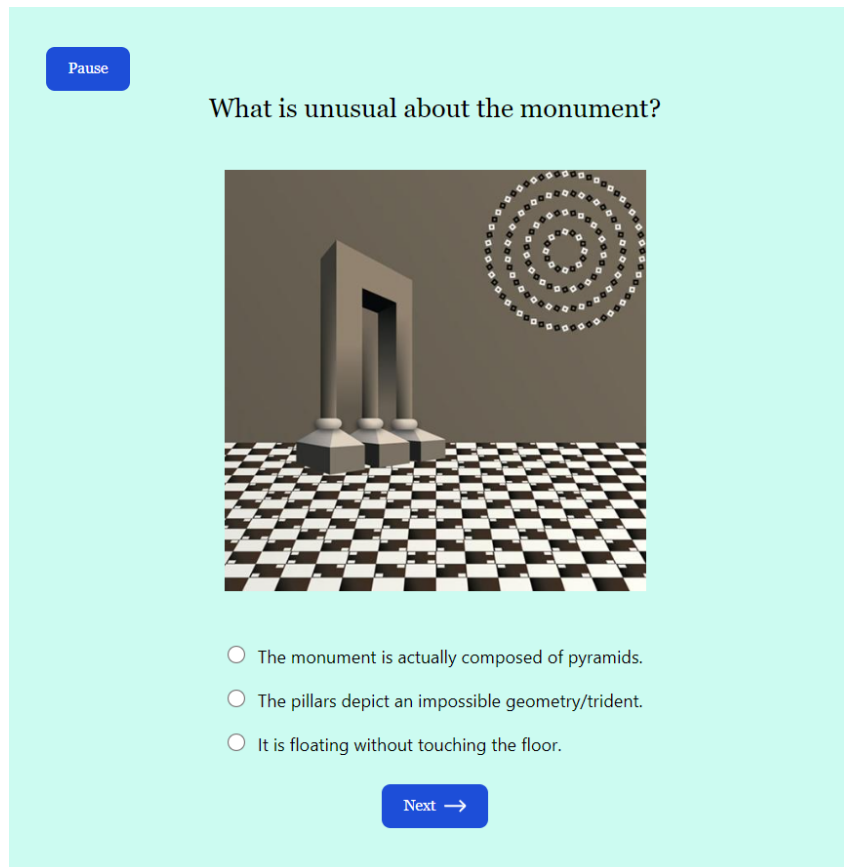 Pause
What is unusual about the monument?
The monument is actually composed of pyramids.
The pillars depict an impossible geometry/trident.
It is floating without touching the floor.
Next →